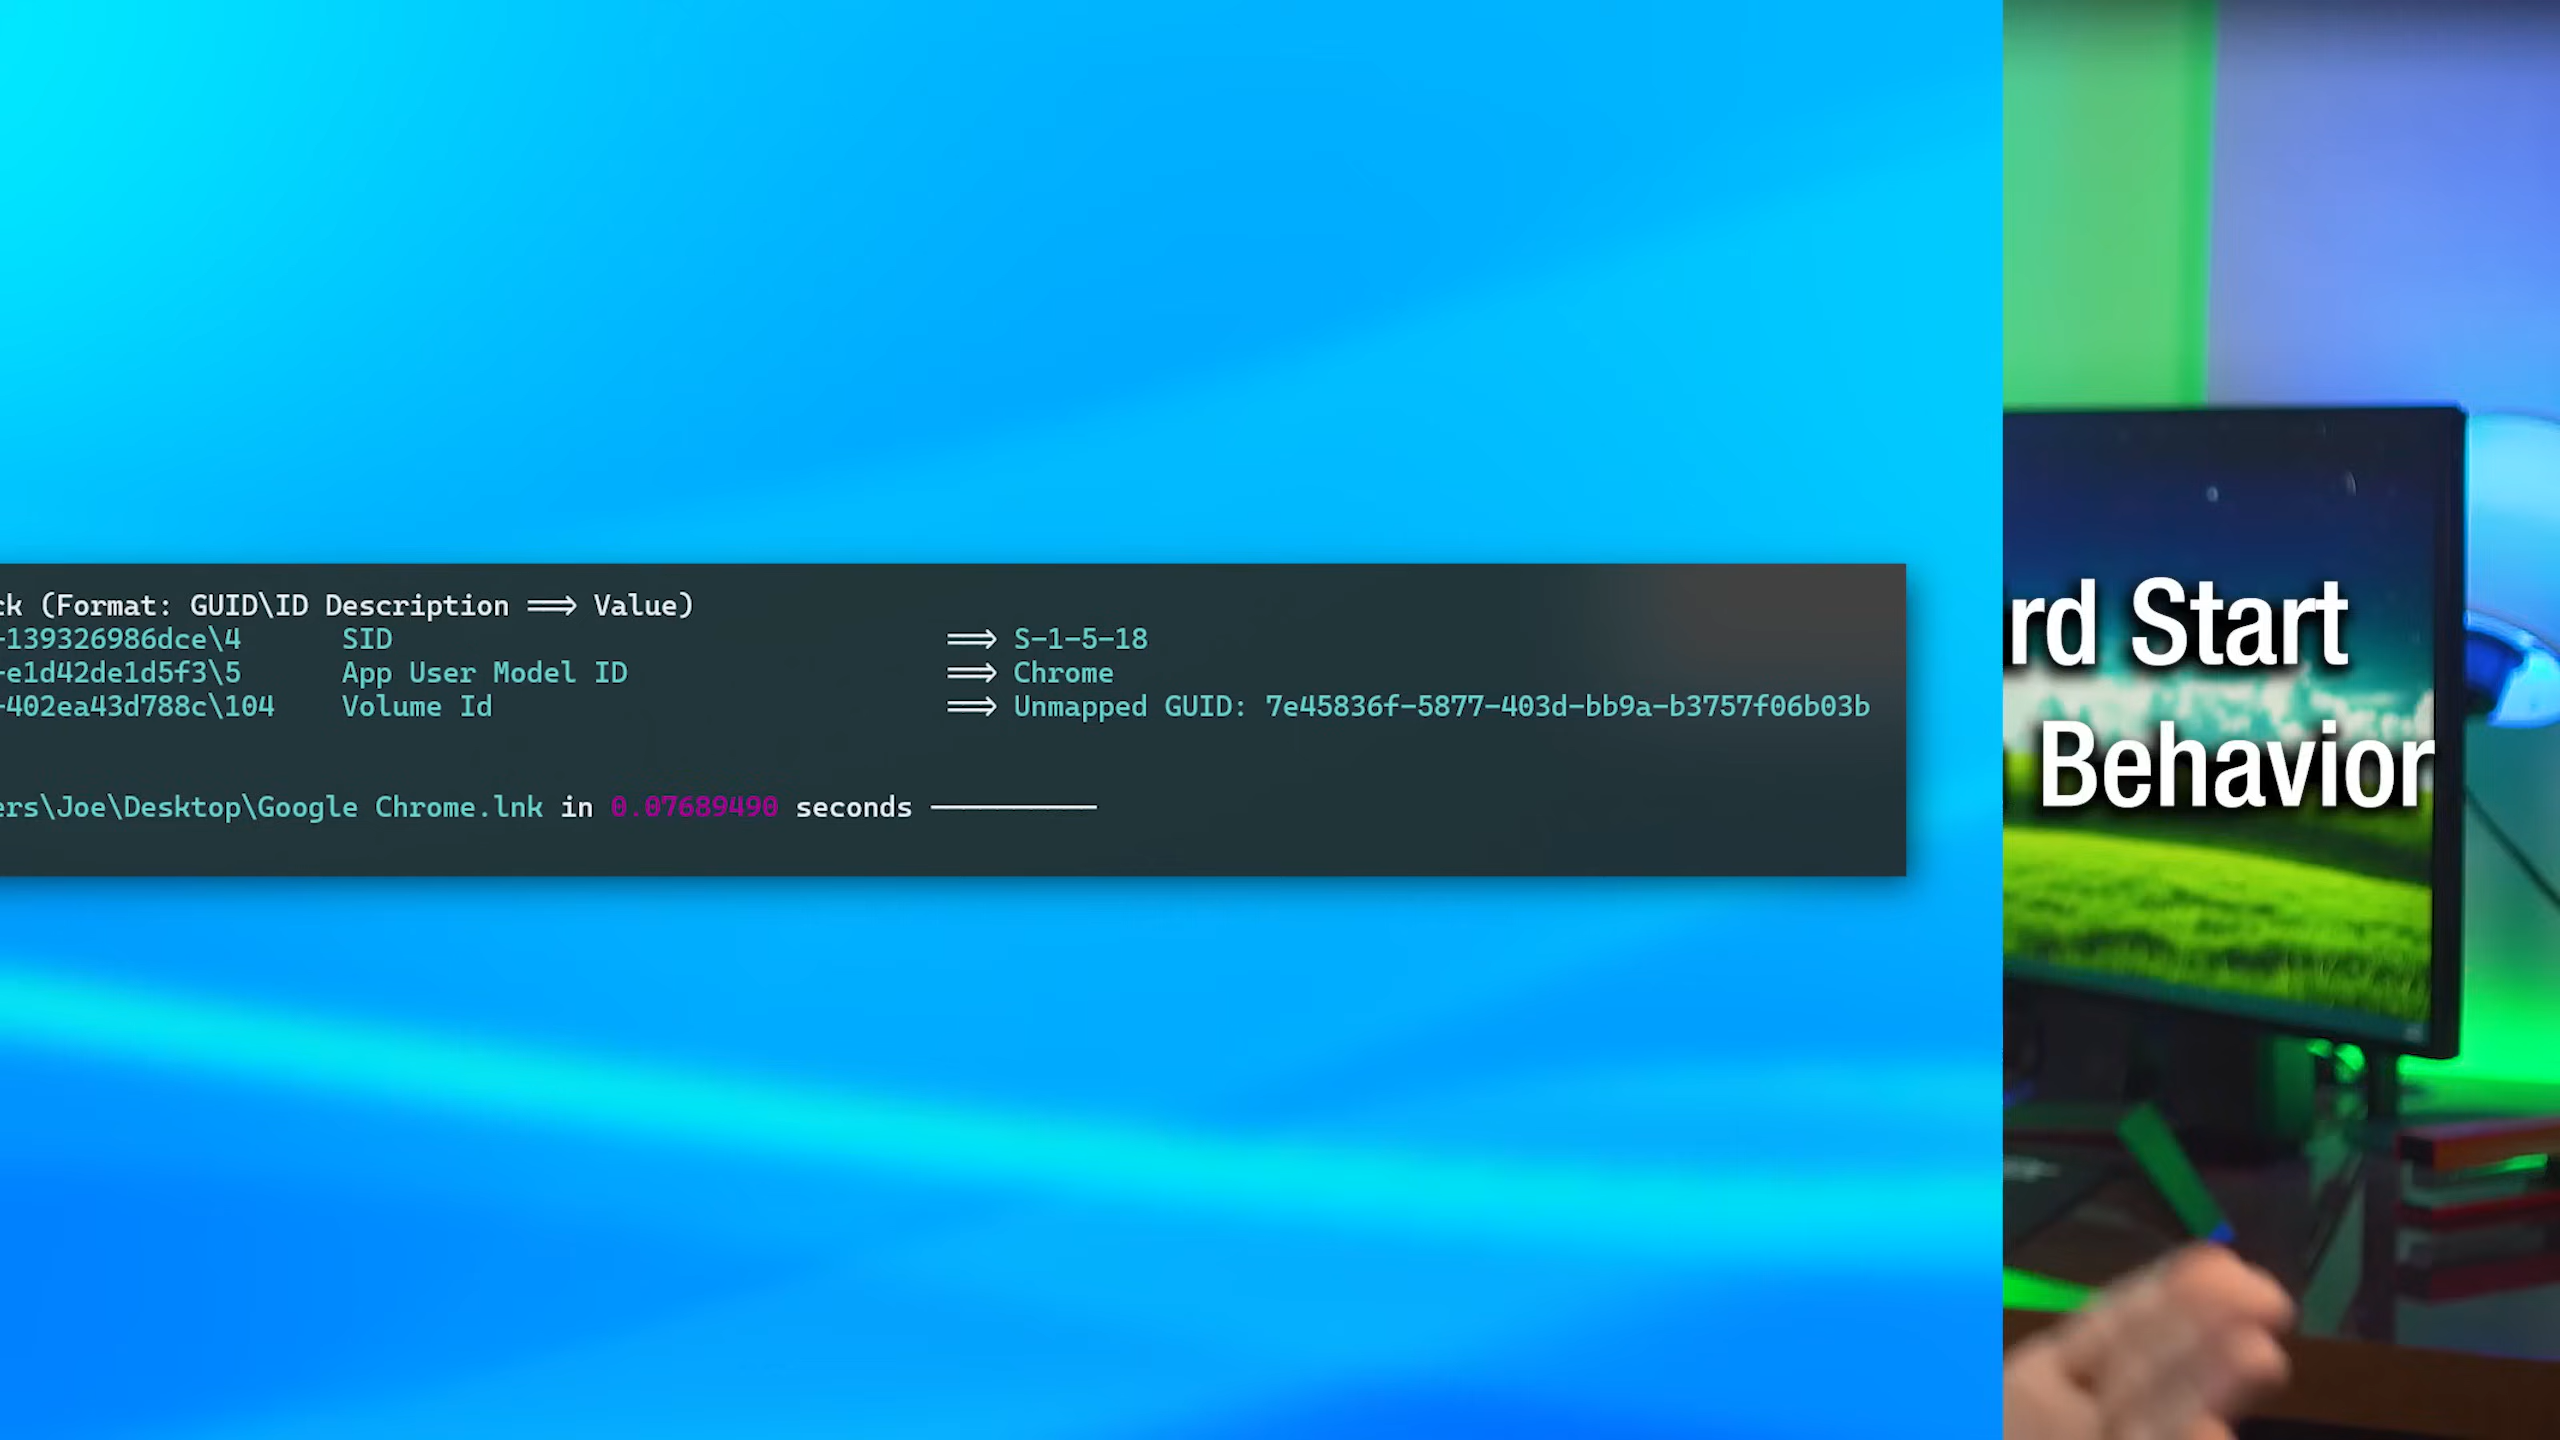 ck (Format: GUID\ID Description ⟹ Value)
-139326986dce\4 SID ⟹ S-1-5-18
-e1d42de1d5f3\5 App User Model ID ⟹ Chrome
-402ea43d788c\104 Volume Id ⟹ Unmapped GUID: 7e45836f-5877-403d-bb9a-b3757f06b03b
ers\Joe\Desktop\Google Chrome.lnk in 0.07689490 seconds
rd Start
Behavior